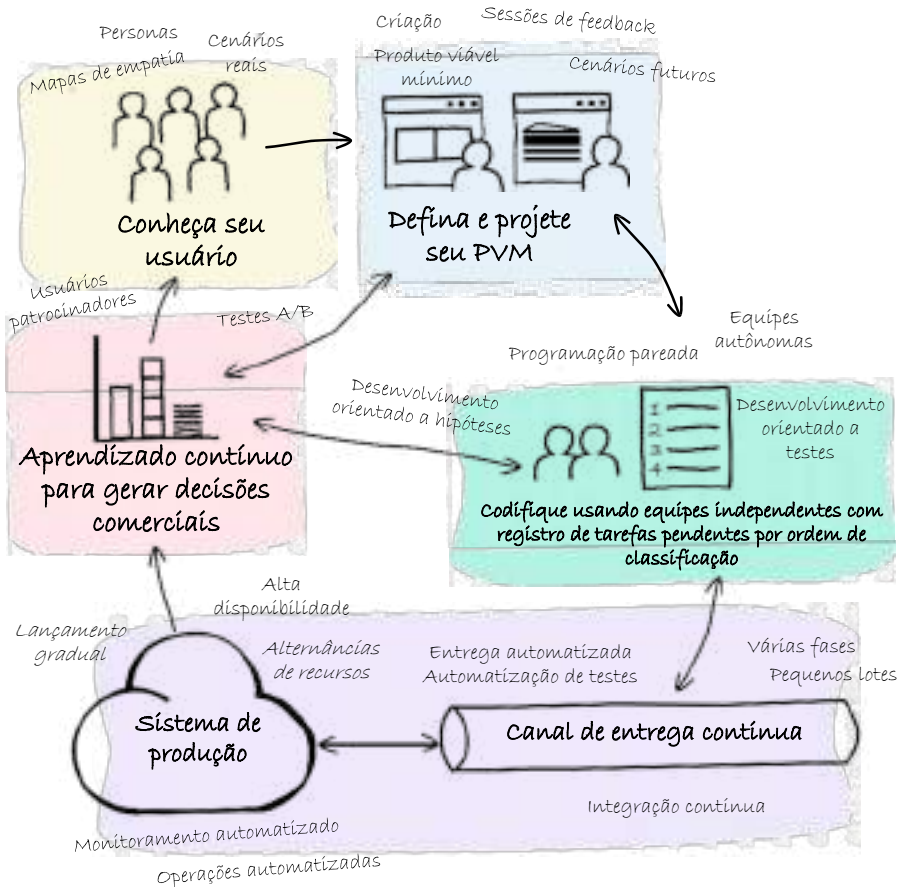 Personas
Cenários
reais
Mapas de empatia
Conheça seu
usuário
Criação
Sessões de feedback
Produto viável
mínimo
Cenários futuros
Defina e projete
seu PVM
Usuários
patrocinadores
Testes A/B
Aprendizado contínuo
para gerar decisões
comerciais
Desenvolvimento
orientado a hipóteses
Programação pareada
Equipes
autônomas
Desenvolvimento
orientado a
testes
1
2
3
4
Codifique usando equipes independentes com
registro de tarefas pendentes por ordem de
classificação
Alta
disponibilidade
Lançamento
gradual
Alternâncias
de recursos
Sistema de
produção
Monitoramento automatizado
Operações automatizadas
Entrega automatizada
Automatização de testes
Várias fases
Pequenos lotes
Canal de entrega contínua
Integração contínua